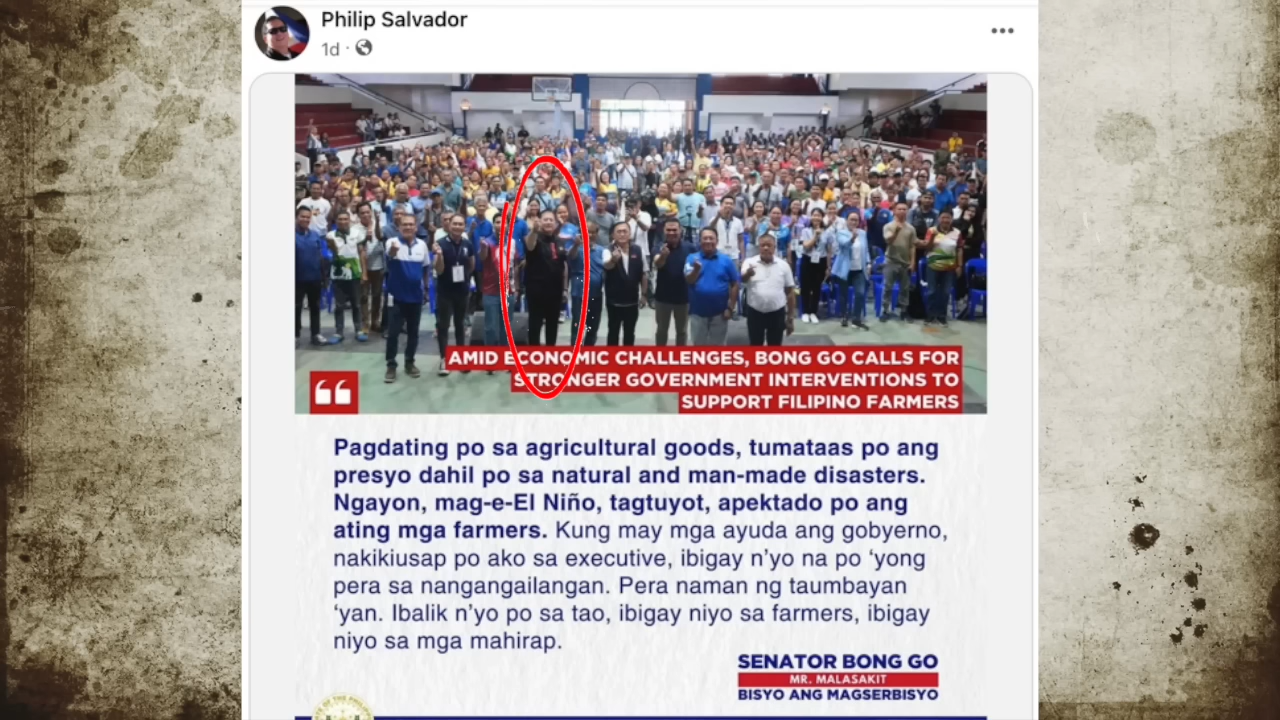 Philip Salvador
1d ·
AMID ECONOMIC CHALLENGES, BONG GO CALLS FOR
STRONGER GOVERNMENT INTERVENTIONS TO
SUPPORT FILIPINO FARMERS
Pagdating po sa agricultural goods, tumataas po ang
presyo dahil po sa natural and man-made disasters.
Ngayon, mag-e-El Niño, tagtuyot, apektado po ang
ating mga farmers. Kung may mga ayuda ang gobyerno,
nakikiusap po ako sa executive, ibigay n'yo na po ‘yong
pera sa nangangailangan. Pera naman ng taumbayan
‘yan. Ibalik n'yo po sa tao, ibigay niyo sa farmers, ibigay
niyo sa mga mahirap.
SENATOR BONG GO
MR. MALASAKIT
BISYO ANG MAGSERBISYO